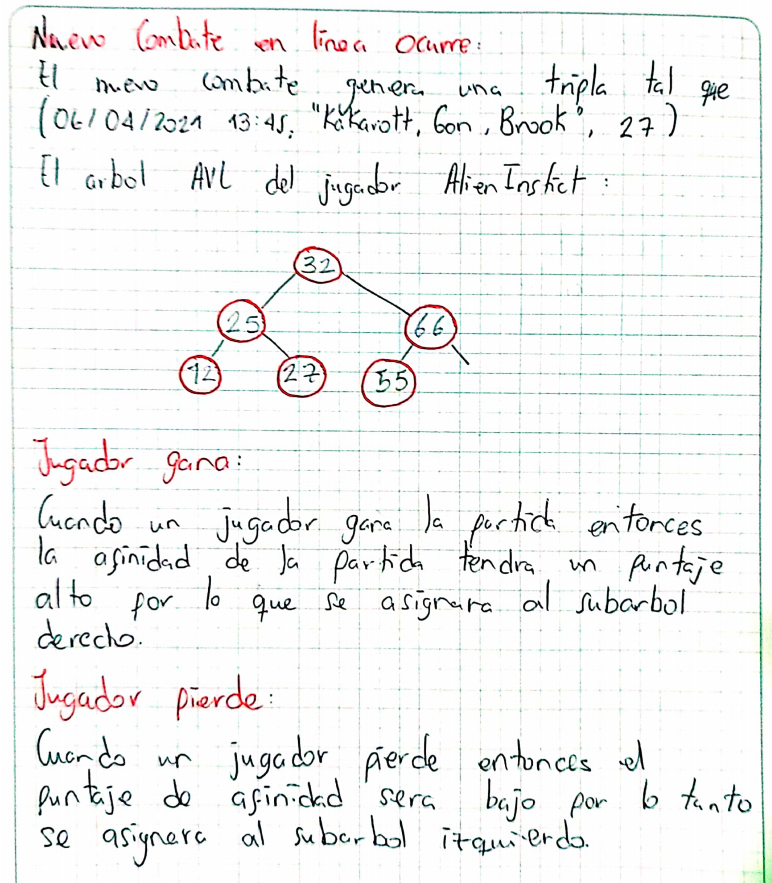 Nuevo Combate en linea ocurre:
El nuevo combate genera una tripla tal que
(06/04/2021 13:45, "Kakarott, Gon, Brook", 27)
El arbol AVL del jugador AlienInstict:
32
25 66
12 27 55
Jugador gana:
Cuando un jugador gana la partida entonces
la afinidad de la partida tendra un puntaje
alto por lo que se asignara al subarbol
derecho.
Jugador pierde:
Cuando un jugador pierde entonces el
puntaje de afinidad sera bajo por lo tanto
se asignara al subarbol izquierdo.